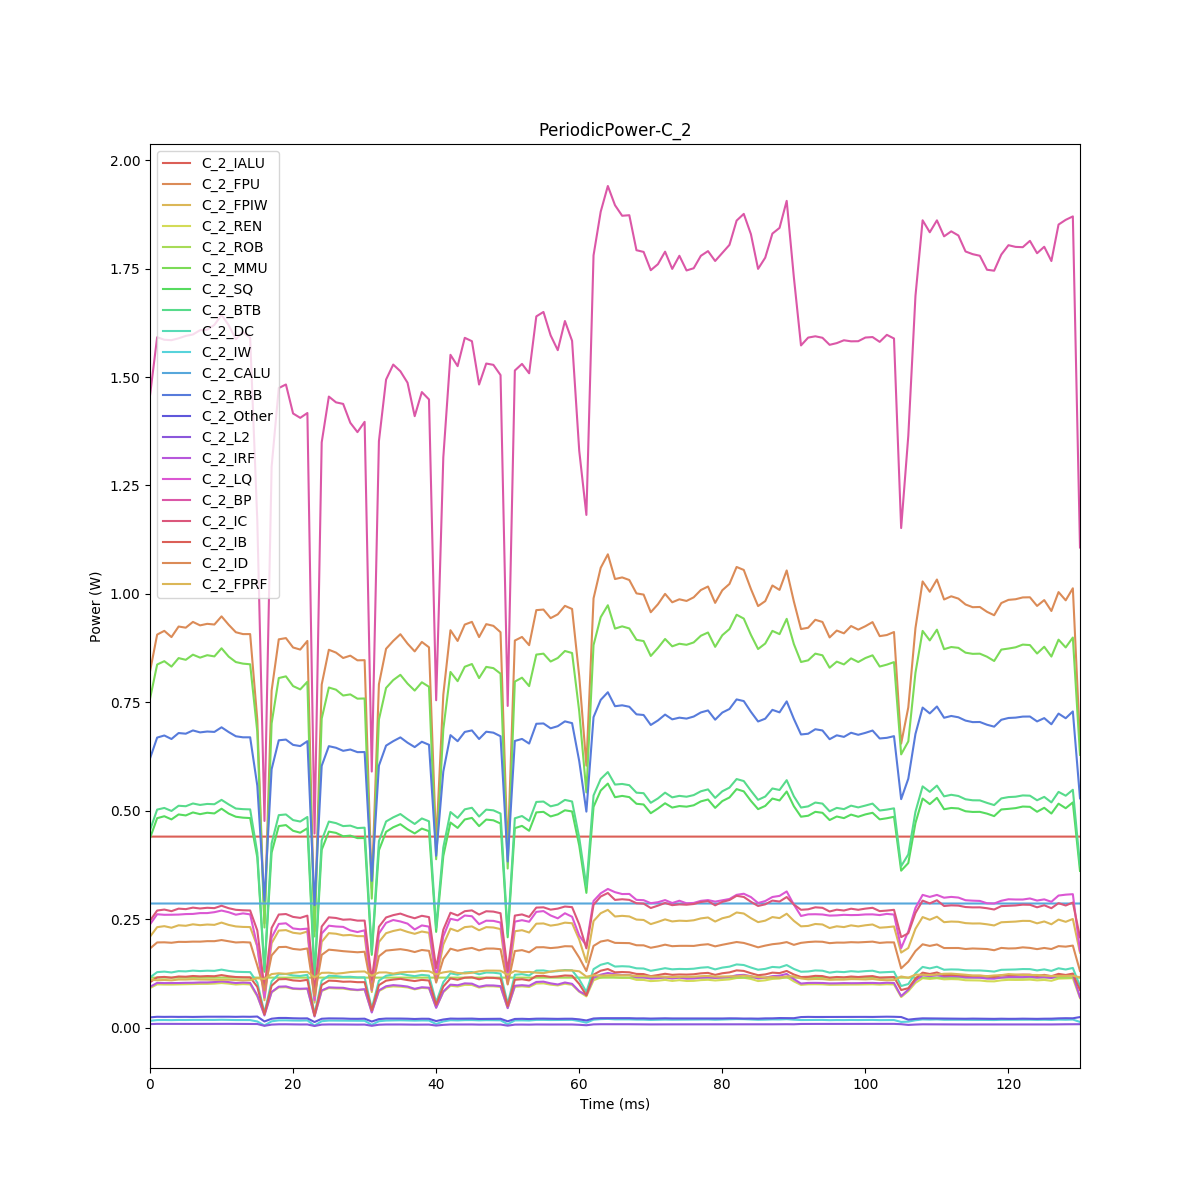 PeriodicPower-C_2
2.00
1.75
1.50
1.25
1.00
0.75
0.50
0.25
0.00
Power (W)
C_2_IALU
C_2_FPU
C_2_FPIW
C_2_REN
C_2_ROB
C_2_MMU
C_2_SQ
C_2_BTB
C_2_DC
C_2_IW
C_2_CALU
C_2_RBB
C_2_Other
C_2_L2
C_2_IRF
C_2_LQ
C_2_BP
C_2_IC
C_2_IB
C_2_ID
C_2_FPRF
0 20 40 60 80 100 120
Time (ms)